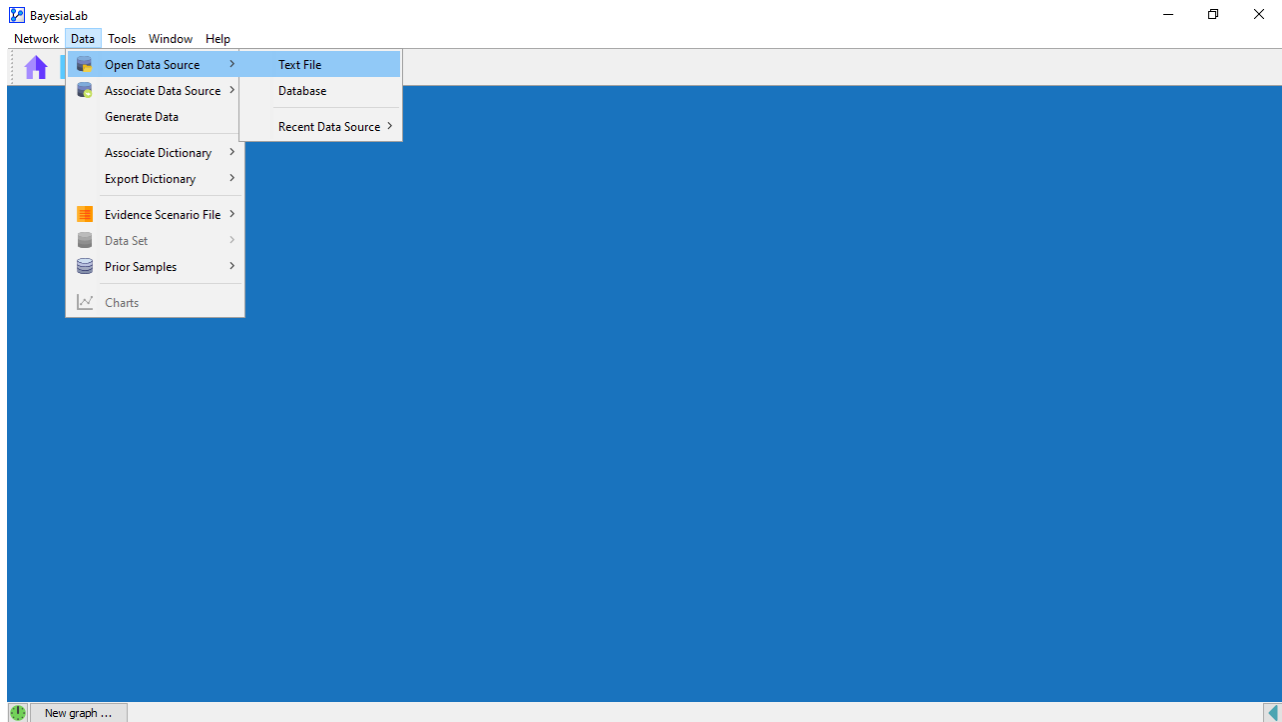 BayesiaLab
Network Data Tools Window Help
Open Data Source
Associate Data Source
Generate Data
Associate Dictionary
Export Dictionary
Evidence Scenario File
Data Set
Prior Samples
Charts
Text File
Database
Recent Data Source
New graph ...